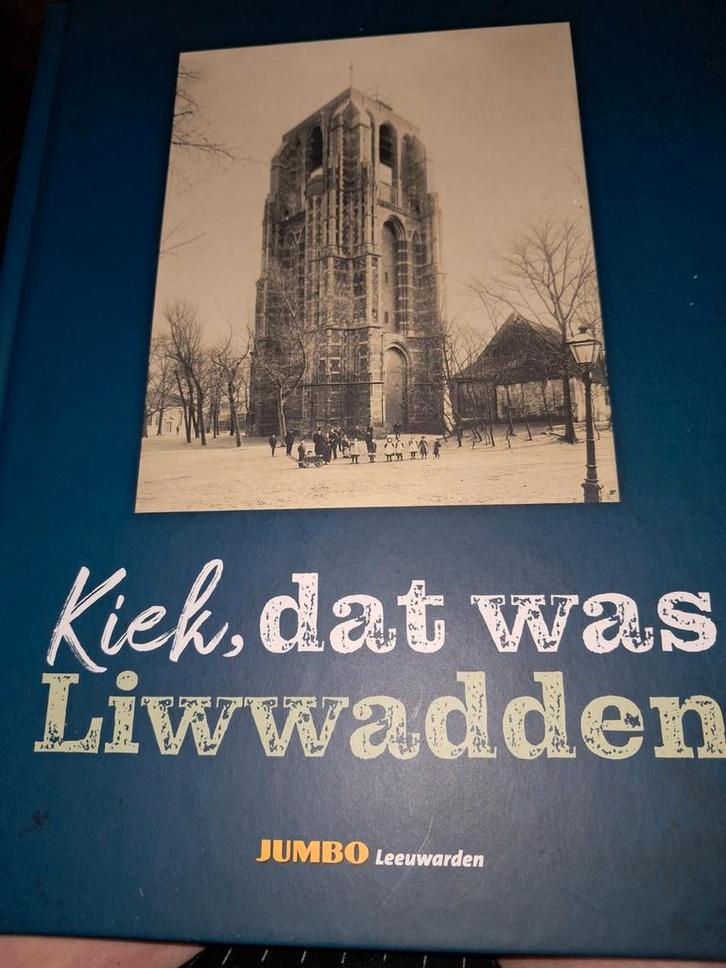 Kiek, dat was
Liwwadden
JUMBO Leeuwarden